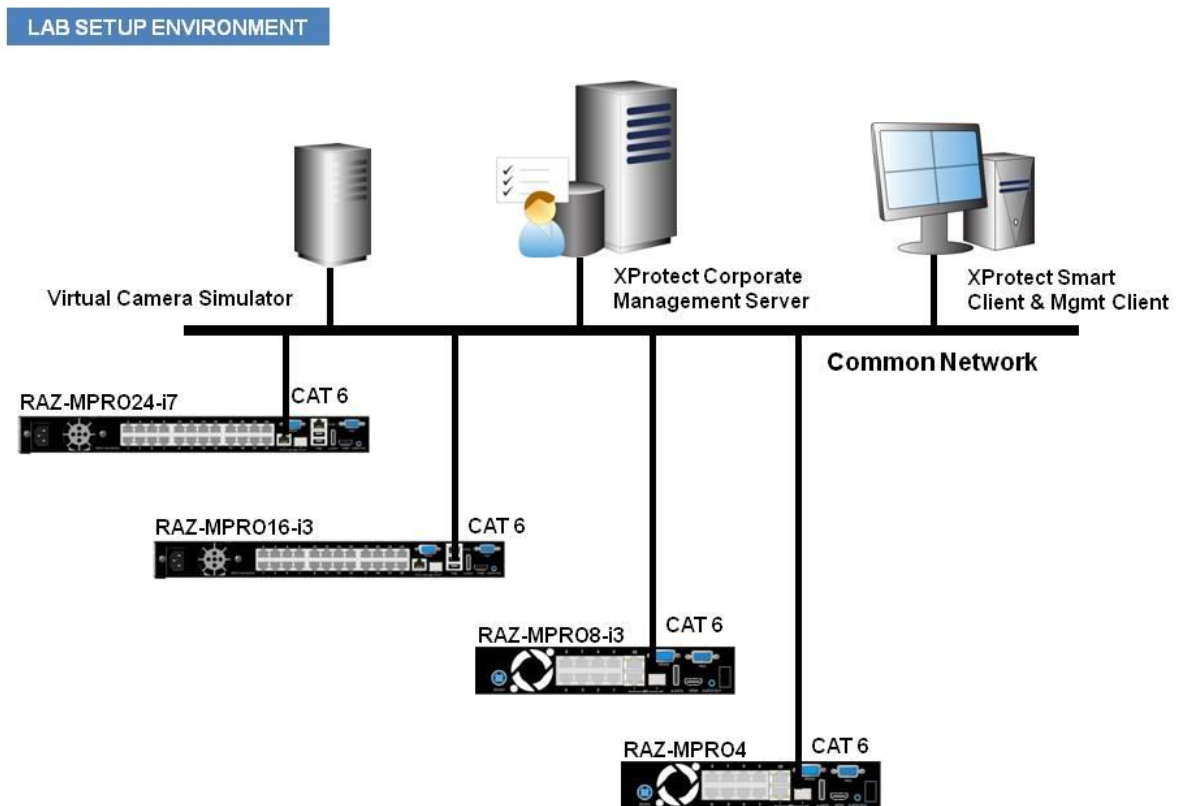 LAB SETUP ENVIRONMENT
Virtual Camera Simulator
XProtect Corporate
Management Server
XProtect Smart
Client & Mgmt Client
Common Network
RAZ-MPRO24-i7
CAT 6
RAZ-MPRO16-i3
CAT 6
RAZ-MPRO8-i3
CAT 6
RAZ-MPRO4
CAT 6